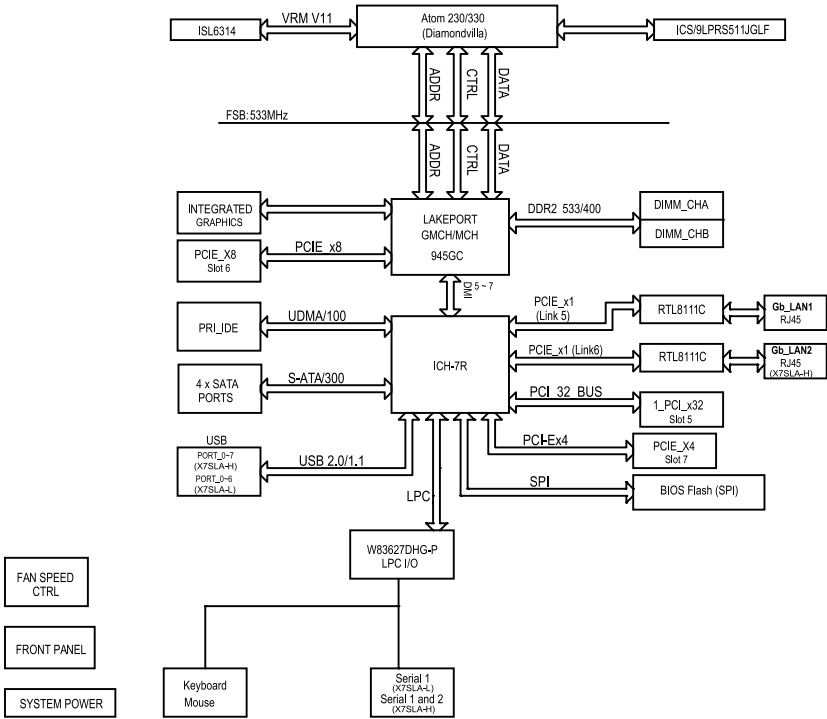 ISL6314
VRM V11
Atom 230/330
(Diamondvilla)
ICS/9LPRS511JGLF
ADDR
CTRL
DATA
FSB:533MHz
ADDR
CTRL
DATA
INTEGRATED
GRAPHICS
LAKEPORT
GMCH/MCH
945GC
DDR2 533/400
DIMM_CHA
DIMM_CHB
PCIE_X8
Slot 6
PCIE_x8
DMI
5 ~ 7
PRI_IDE
UDMA/100
ICH-7R
PCIE_x1
(Link 5)
RTL8111C
Gb_LAN1
RJ45
PCIE_x1 (Link6)
RTL8111C
Gb_LAN2
RJ45
(X7SLA-H)
4 x SATA
PORTS
S-ATA/300
PCI_32_BUS
1_PCI_x32
Slot 5
USB
PORT_0~7
(X7SLA-H)
PORT_0~6
(X7SLA-L)
USB 2.0/1.1
PCI-Ex4
PCIE_X4
Slot 7
LPC
SPI
BIOS Flash (SPI)
W83627DHG-P
LPC I/O
FAN SPEED
CTRL
FRONT PANEL
SYSTEM POWER
Keyboard
Mouse
Serial 1
(X7SLA-L)
Serial 1 and 2
(X7SLA-H)